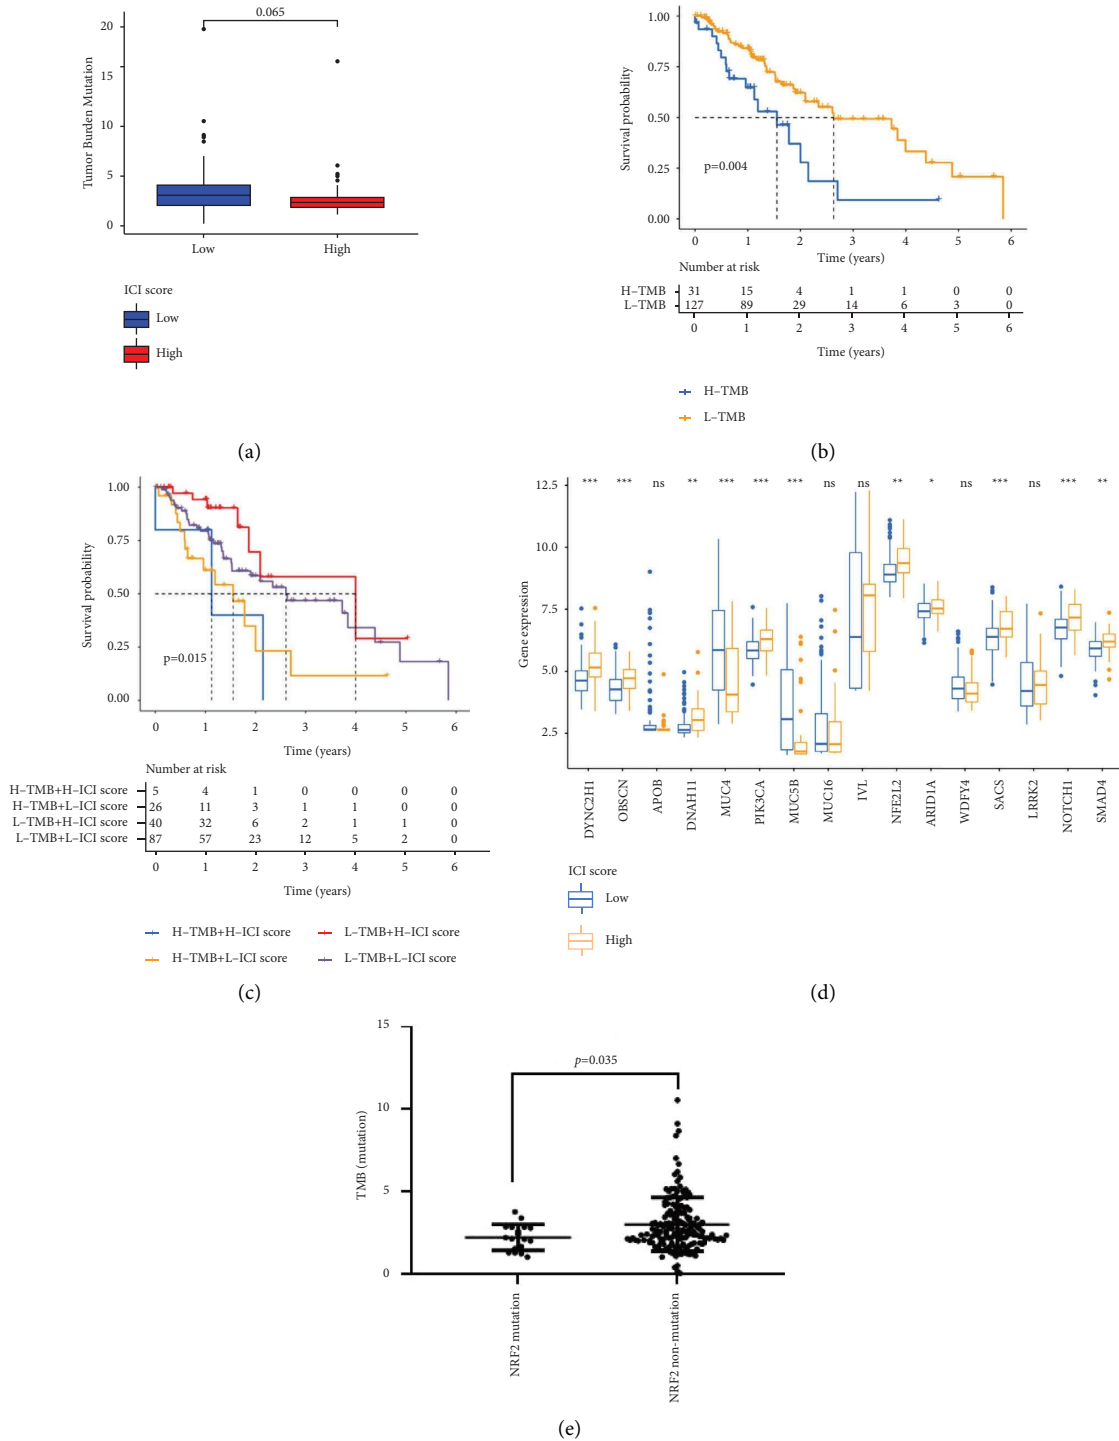 0.065
20
15
10
5
0
Tumor Burden Mutation
Low High
ICI score
Low
High
(a)
1.00
0.75
0.50
0.25
0.00
Survival probability
p=0.004
0 1 2 3 4 5 6
Time (years)
Number at risk
H–TMB 31 15 4 1 1 0 0
L–TMB 127 89 29 14 6 3 0
0 1 2 3 4 5 6
Time (years)
H–TMB
L–TMB
(b)
1.00
0.75
0.50
0.25
0.00
Survival probability
p=0.015
0 1 2 3 4 5 6
Time (years)
Number at risk
H–TMB+H–ICI score 5 4 1 0 0 0 0
H–TMB+L–ICI score 26 11 3 1 1 0 0
L–TMB+H–ICI score 40 32 6 2 1 1 0
L–TMB+L–ICI score 87 57 23 12 5 2 0
0 1 2 3 4 5 6
Time (years)
H–TMB+H–ICI score L–TMB+H–ICI score
H–TMB+L–ICI score L–TMB+L–ICI score
(c)
*** *** ns ** *** *** *** ns ns ** * ns *** ns *** **
12.5
10.0
7.5
5.0
2.5
Gene expression
DYNC2H1
OBSCN
APOB
DNAH11
MUC4
PIK3CA
MUC5B
MUC16
IVL
NFE2L2
ARID1A
WDFY4
SACS
LRRK2
NOTCH1
SMAD4
ICI score
Low
High
(d)
15
10
5
0
TMB (mutation)
p=0.035
NRF2 mutation
NRF2 non-mutation
(e)